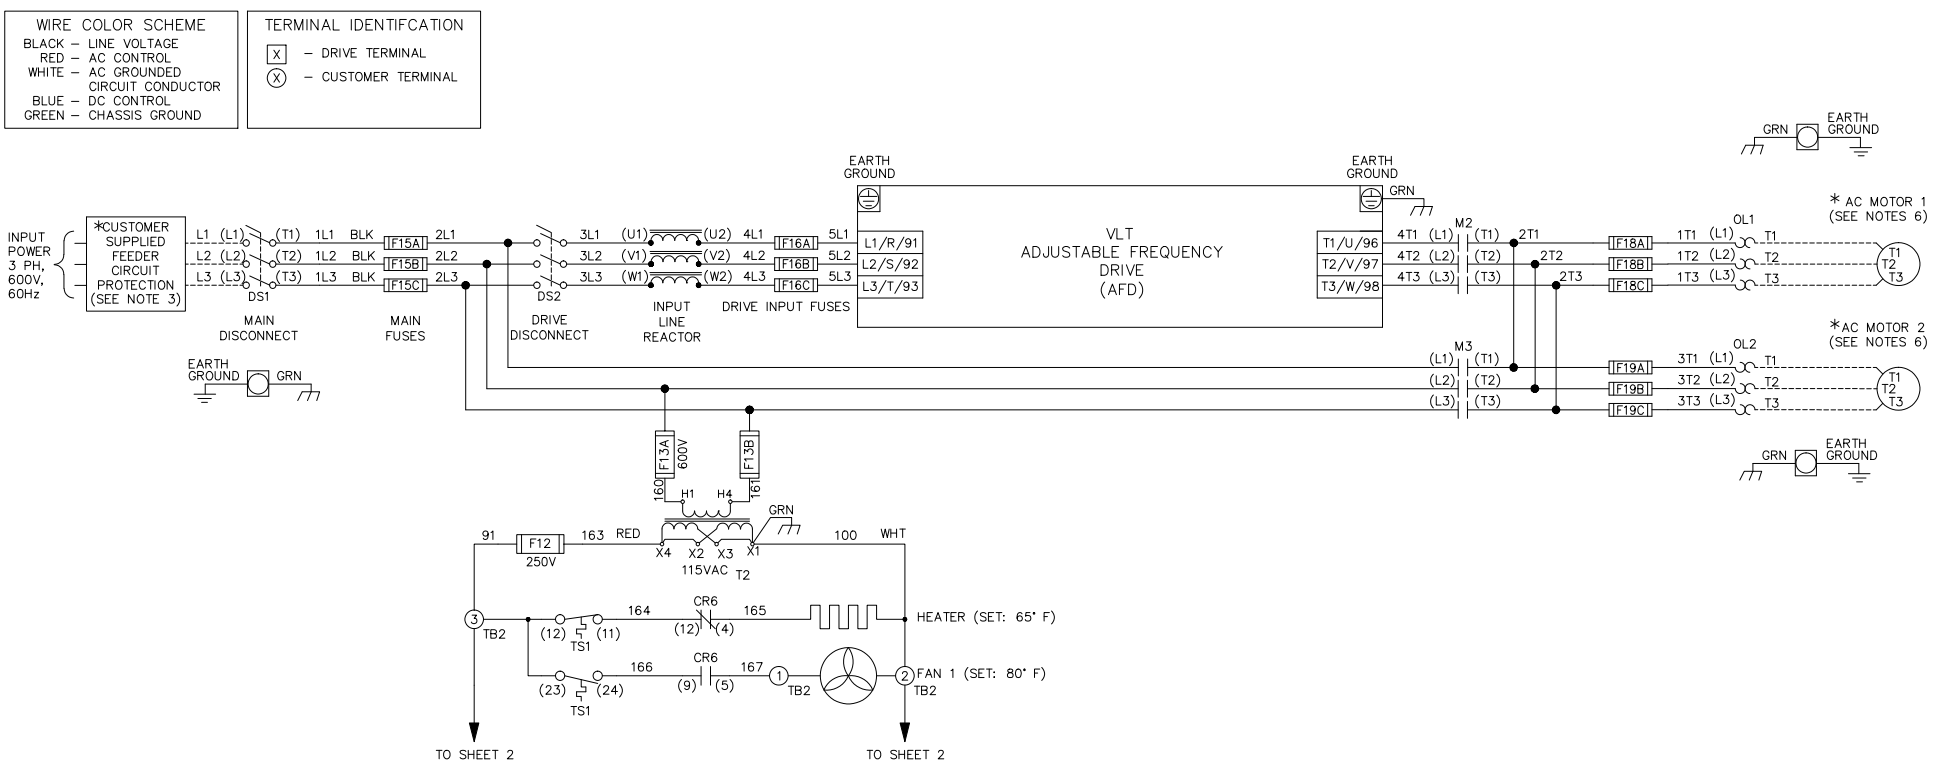 WIRE COLOR SCHEME
BLACK – LINE VOLTAGE
RED – AC CONTROL
WHITE – AC GROUNDED
CIRCUIT CONDUCTOR
BLUE – DC CONTROL
GREEN – CHASSIS GROUND
TERMINAL IDENTIFCATION
X – DRIVE TERMINAL
X – CUSTOMER TERMINAL
GRN
EARTH
GROUND
EARTH
GROUND
EARTH
GROUND
GRN
INPUT
POWER
3 PH,
600V,
60Hz
*CUSTOMER
SUPPLIED
FEEDER
CIRCUIT
PROTECTION
(SEE NOTE 3)
L1 (L1) (T1) 1L1 BLK F15A 2L1 3L1 (U1) (U2) 4L1 F16A 5L1 L1/R/91
L2 (L2) (T2) 1L2 BLK F15B 2L2 3L2 (V1) (V2) 4L2 F16B 5L2 L2/S/92
L3 (L3) (T3) 1L3 BLK F15C 2L3 3L3 (W1) (W2) 4L3 F16C 5L3 L3/T/93
DS1
MAIN
DISCONNECT
MAIN
FUSES
DS2
DRIVE
DISCONNECT
INPUT
LINE
REACTOR
DRIVE INPUT FUSES
VLT
ADJUSTABLE FREQUENCY
DRIVE
(AFD)
M2
OL1
* AC MOTOR 1
(SEE NOTES 6)
T1/U/96 4T1 (L1) (T1) 2T1 F18A 1T1 (L1) T1
T2/V/97 4T2 (L2) (T2) 2T2 F18B 1T2 (L2) T2
T3/W/98 4T3 (L3) (T3) 2T3 F18C 1T3 (L3) T3
T1
T2
T3
M3
OL2
*AC MOTOR 2
(SEE NOTES 6)
(L1) (T1) F19A 3T1 (L1) T1
(L2) (T2) F19B 3T2 (L2) T2
(L3) (T3) F19C 3T3 (L3) T3
T1
T2
T3
EARTH
GROUND
GRN
GRN
EARTH
GROUND
F13A
600V
F13B
160
161
H1 H4
GRN
91 F12 163 RED
250V
X4 X2 X3 X1
100 WHT
115VAC T2
3
TB2
(12) (11)
TS1
164
CR6
(12) (4)
165
HEATER (SET: 65° F)
(23) (24)
TS1
166
CR6
(9) (5)
167
1
TB2
2
TB2
FAN 1 (SET: 80° F)
TO SHEET 2
TO SHEET 2